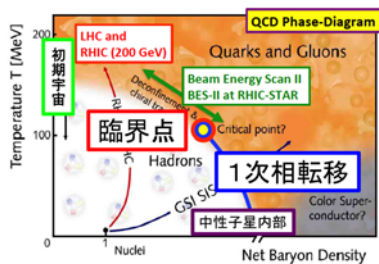 QCD Phase-Diagram
Temperature T [MeV]
200
100
初期宇宙
LHC and
RHIC (200 GeV)
Quarks and Gluons
Beam Energy Scan II
BES-II at RHIC-STAR
Deconfinement &
chiral
臨界点
Critical point?
Hadrons
1次相転移
GSI SIS
Color Super-
conductor?
中性子星内部
Nuclei
1
Net Baryon Density